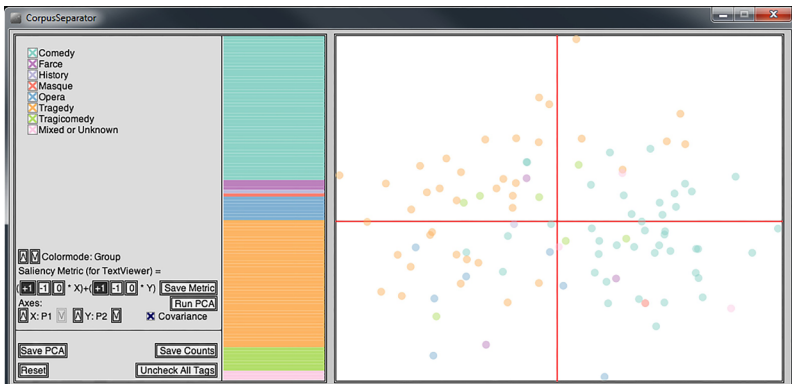 CorpusSeparator
Comedy
Farce
History
Masque
Opera
Tragedy
Tragicomedy
Mixed or Unknown
Colormode: Group
Saliency Metric (for TextViewer) =
(+1 -1 0 * X)+(+1 -1 0 * Y) Save Metric
Run PCA
Axes:
X: P1 Y: P2 Covariance
Save PCA Save Counts
Reset Uncheck All Tags